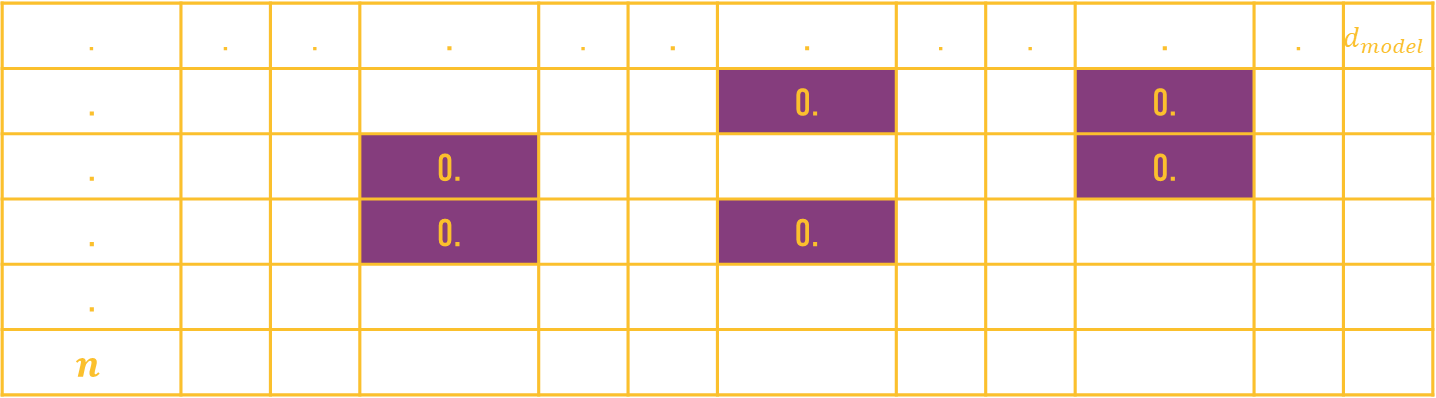 . . . . . . . . . . . d_model
. 0. 0.
. 0. 0.
. 0. 0.
.
n